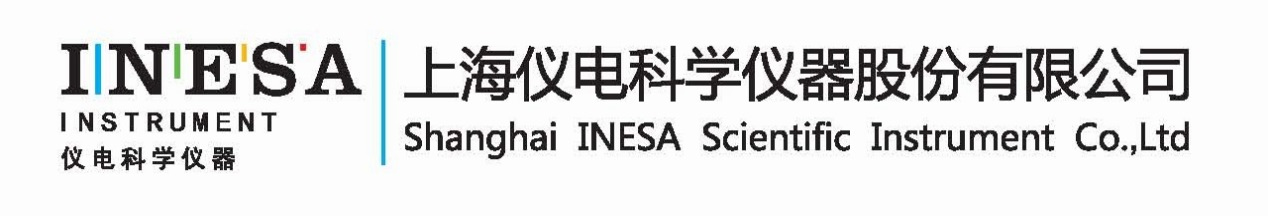 INESA
INSTRUMENT
仪电科学仪器
上海仪电科学仪器股份有限公司
Shanghai INESA Scientific Instrument Co.,Ltd